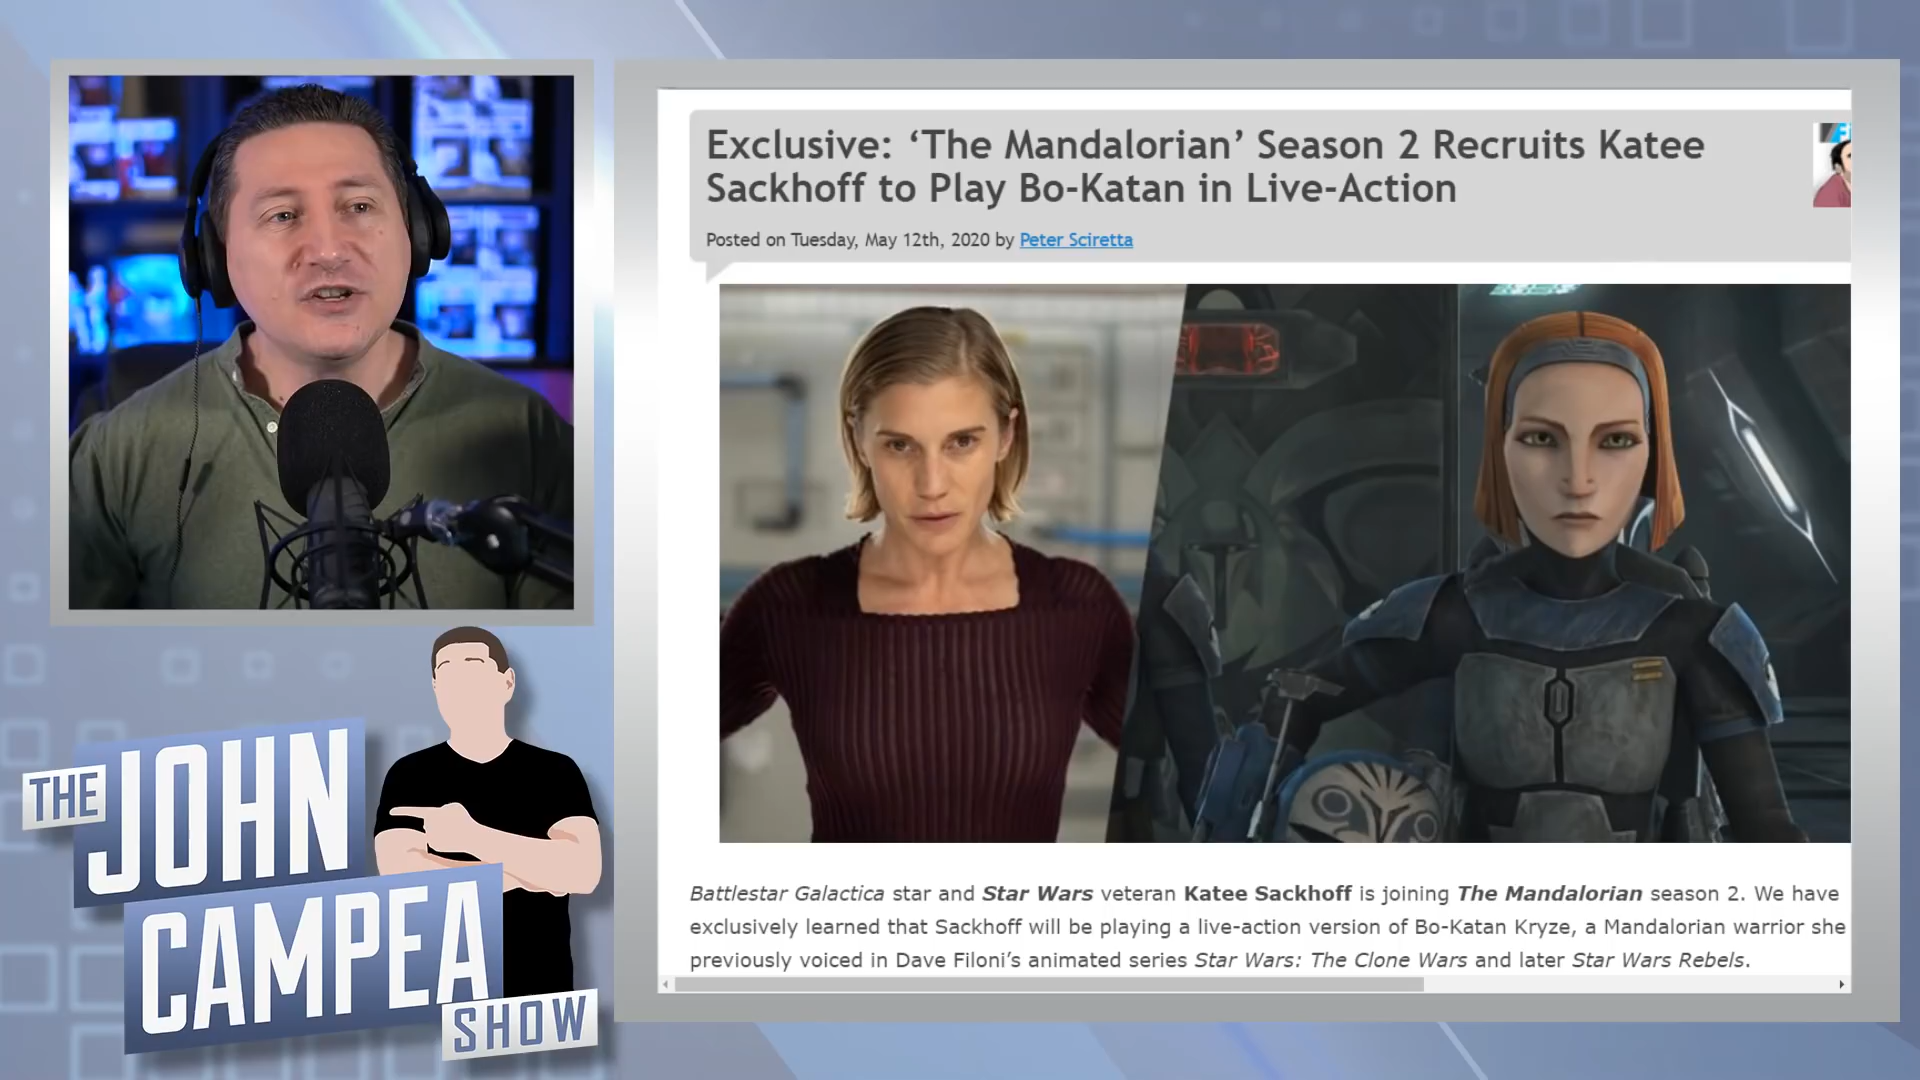 Exclusive: ‘The Mandalorian’ Season 2 Recruits Katee
Sackhoff to Play Bo-Katan in Live-Action
Posted on Tuesday, May 12th, 2020 by Peter Sciretta
Battlestar Galactica star and Star Wars veteran Katee Sackhoff is joining The Mandalorian season 2. We have
exclusively learned that Sackhoff will be playing a live-action version of Bo-Katan Kryze, a Mandalorian warrior she
previously voiced in Dave Filoni’s animated series Star Wars: The Clone Wars and later Star Wars Rebels.
THE
JOHN
CAMPEA
SHOW